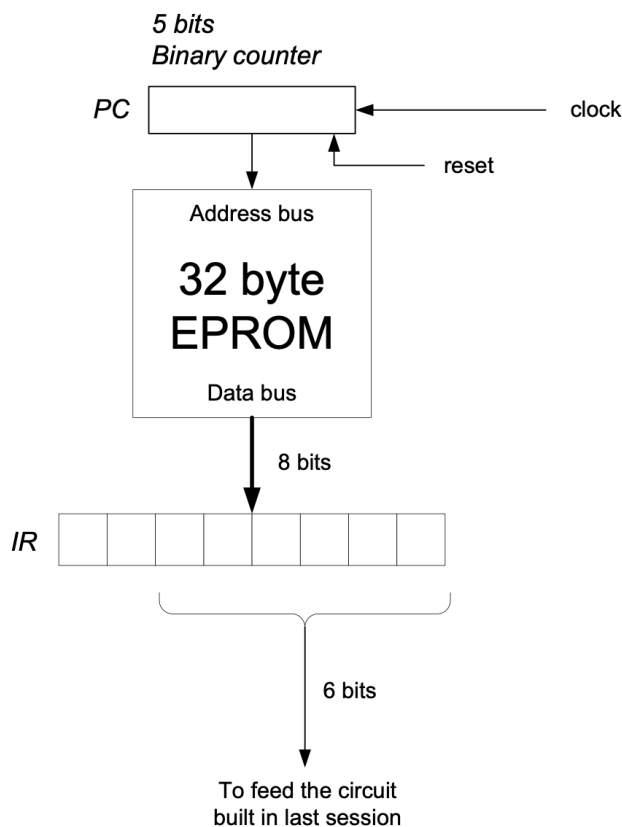 5 bits
Binary counter
PC
clock
reset
Address bus
32 byte
EPROM
Data bus
8 bits
IR
6 bits
To feed the circuit
built in last session